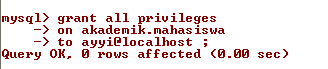 mysql> grant all privileges
    -> on akademik.mahasiswa
    -> to ayyi@localhost ;
Query OK, 0 rows affected (0.00 sec)